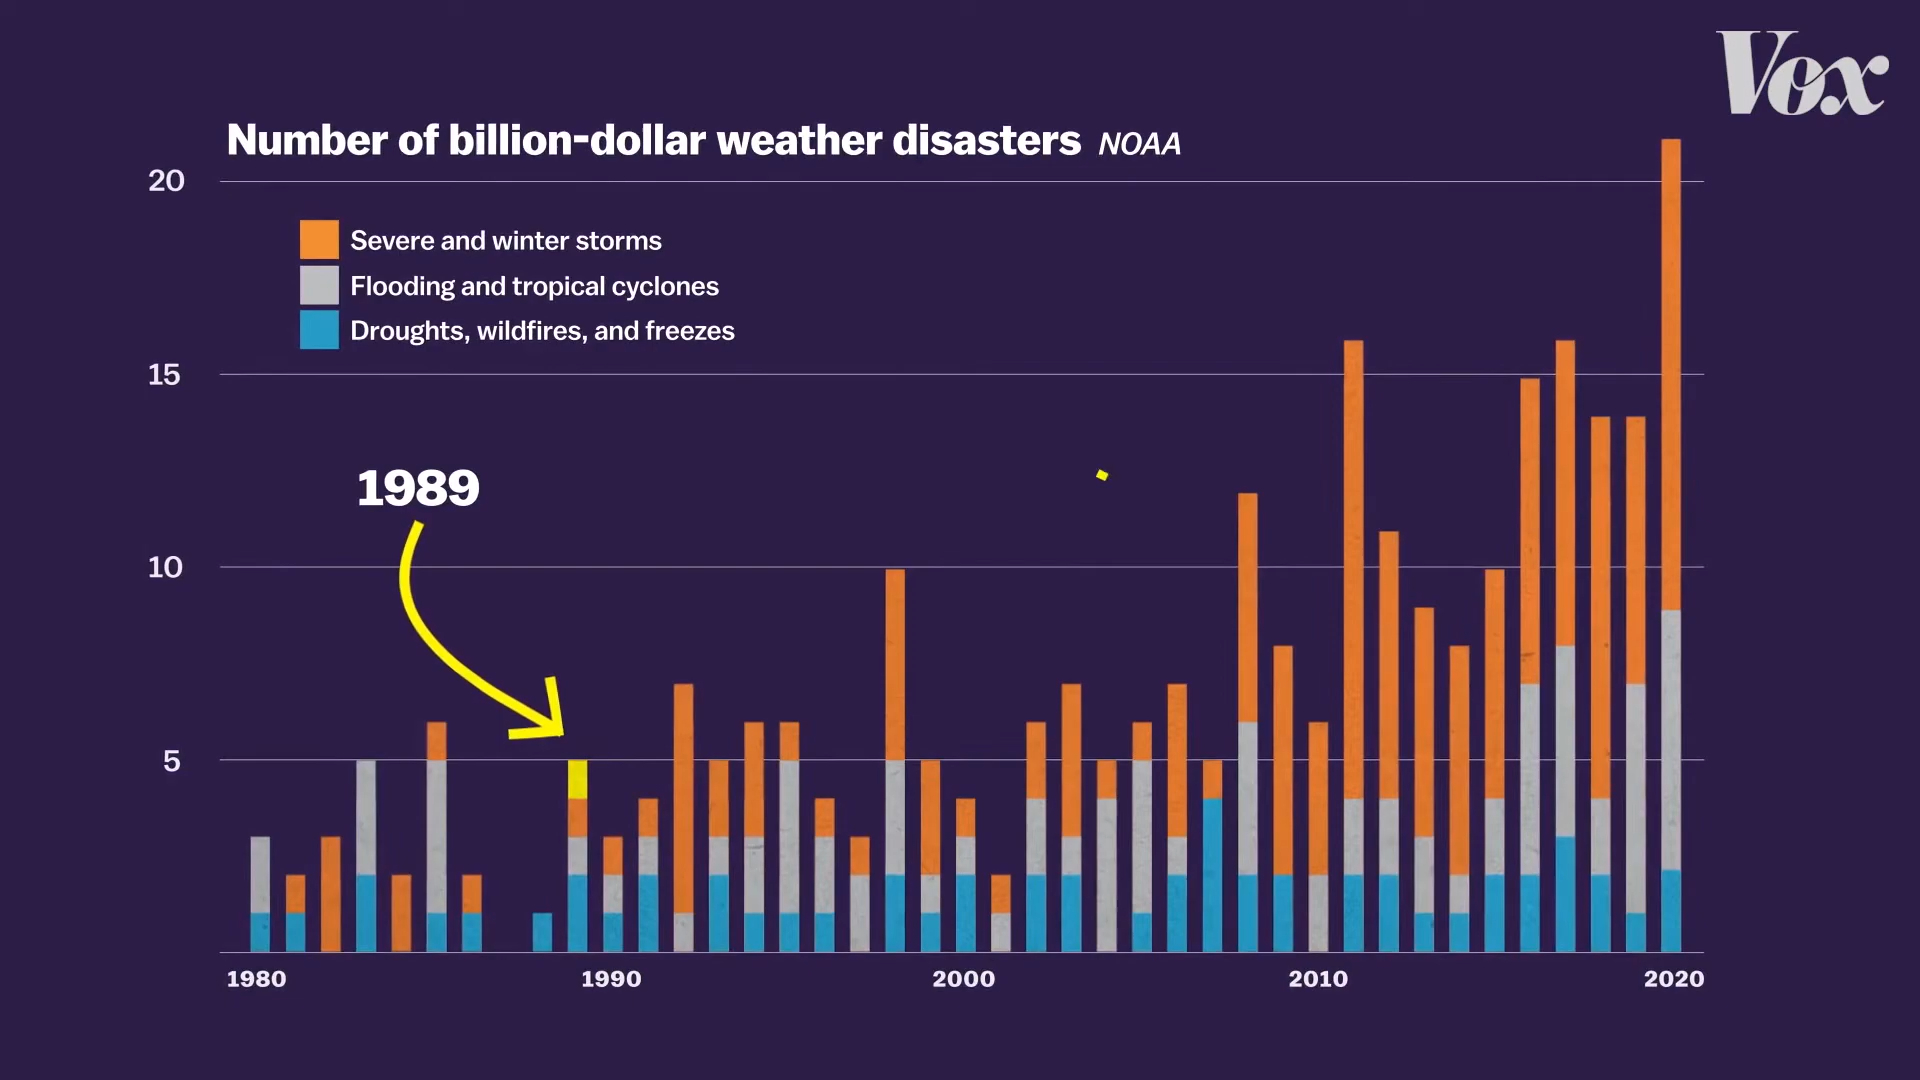 Vox
Number of billion-dollar weather disasters NOAA
20
Severe and winter storms
Flooding and tropical cyclones
Droughts, wildfires, and freezes
15
1989
10
5
1980 1990 2000 2010 2020